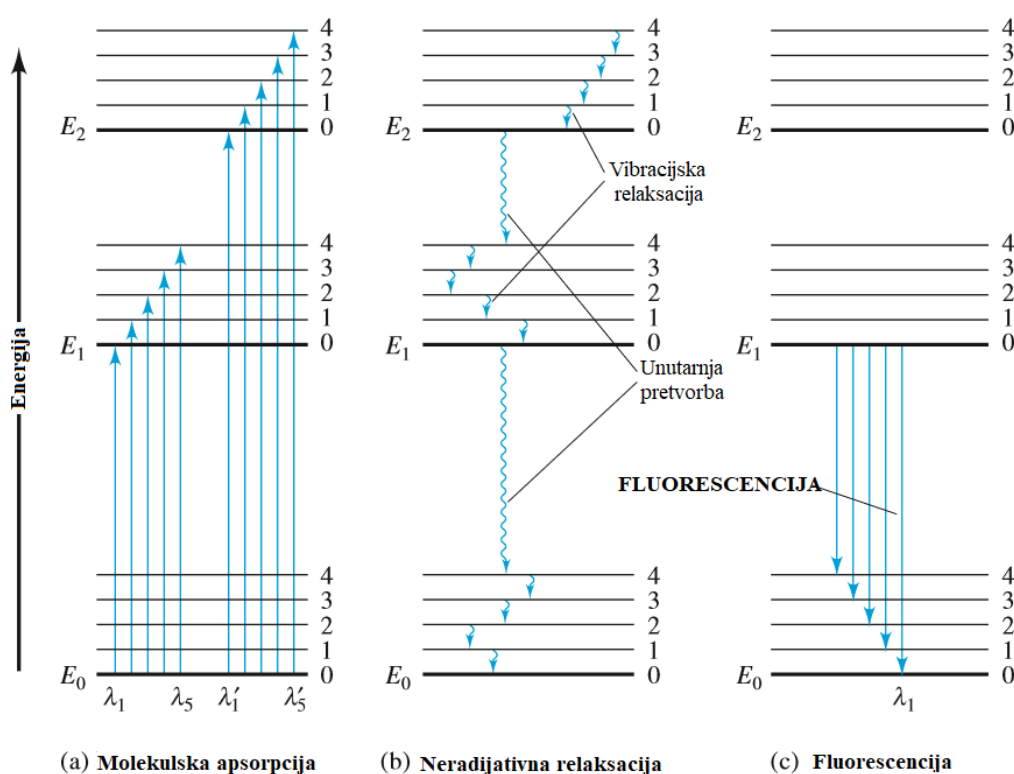 4
3
2
1
0
E₂
4
3
2
1
0
E₁
4
3
2
1
0
E₀
λ₁ λ₅ λ′₁ λ′₅
Energija
(a) Molekulska apsorpcija
4
3
2
1
0
E₂
Vibracijska
relaksacija
4
3
2
1
0
E₁
Unutarnja
pretvorba
4
3
2
1
0
E₀
(b) Neradijativna relaksacija
4
3
2
1
0
E₂
4
3
2
1
0
E₁
FLUORESCENCIJA
4
3
2
1
0
E₀
λ₁
(c) Fluorescencija